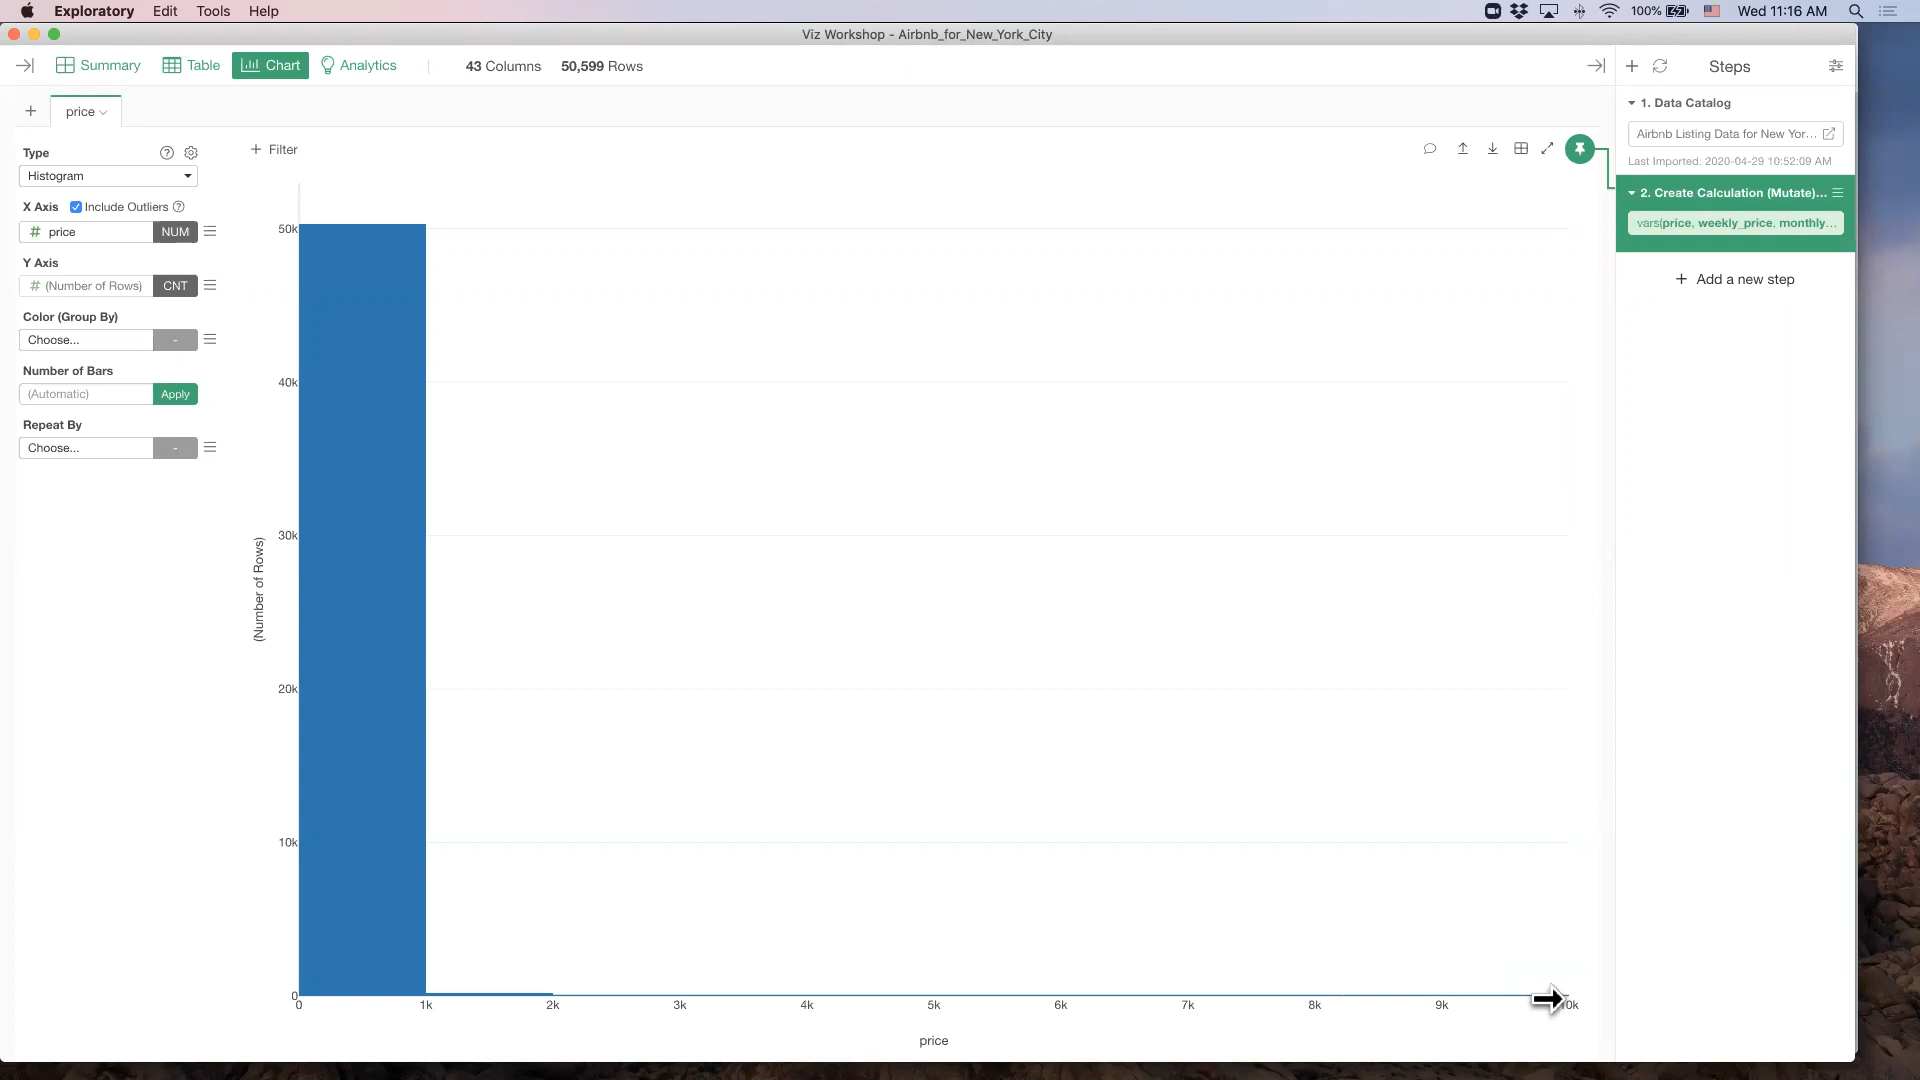 Exploratory Edit Tools Help
100% Wed 11:16 AM
Viz Workshop - Airbnb_for_New_York_City
Summary Table Chart Analytics 43 Columns 50,599 Rows
Steps
price
1. Data Catalog
Airbnb Listing Data for New Yor...
Last Imported: 2020-04-29 10:52:09 AM
2. Create Calculation (Mutate)...
vars(price, weekly_price, monthly...
+ Add a new step
Type
Histogram
X Axis Include Outliers
# price NUM
Y Axis
# (Number of Rows) CNT
Color (Group By)
Choose... -
Number of Bars
(Automatic) Apply
Repeat By
Choose... -
+ Filter
(Number of Rows)
50k
40k
30k
20k
10k
0
0 1k 2k 3k 4k 5k 6k 7k 8k 9k
price